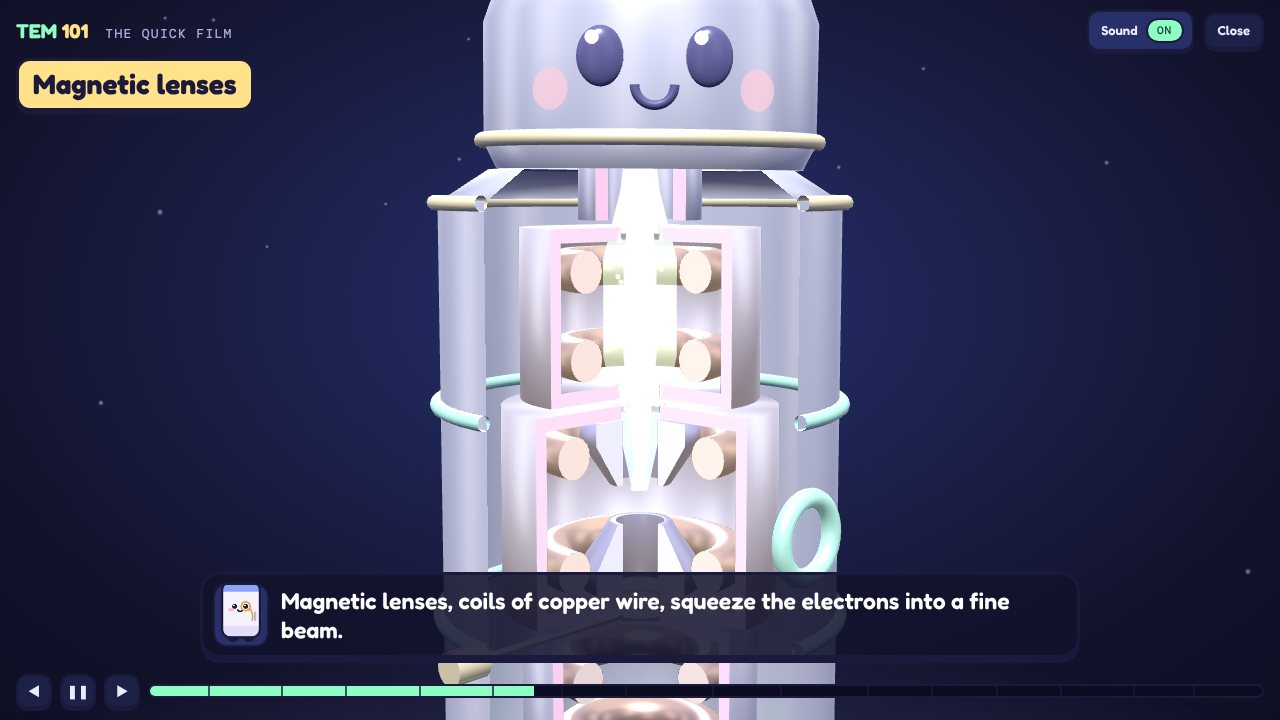 TEM 101 THE QUICK FILM
Sound ON Close
Magnetic lenses
Magnetic lenses, coils of copper wire, squeeze the electrons into a fine
beam.